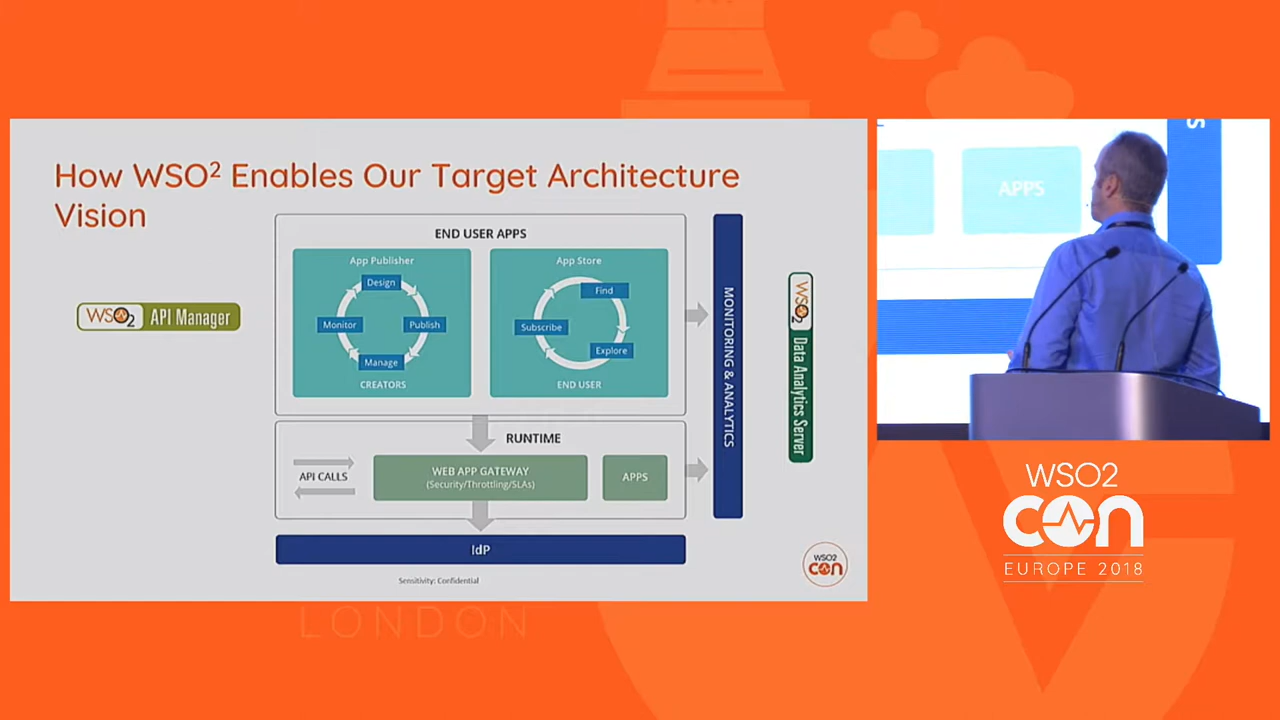 How WSO² Enables Our Target Architecture
Vision
END USER APPS
App Publisher
Design
Monitor
Publish
Manage
CREATORS
App Store
Find
Subscribe
Explore
END USER
MONITORING & ANALYTICS
WSO2 API Manager
WSO2 Data Analytics Server
RUNTIME
API CALLS
WEB APP GATEWAY
(Security/Throttling/SLAs)
APPS
IdP
Sensitivity: Confidential
WSO2
CON
APPS
S
WSO2
CON
EUROPE 2018
LONDON